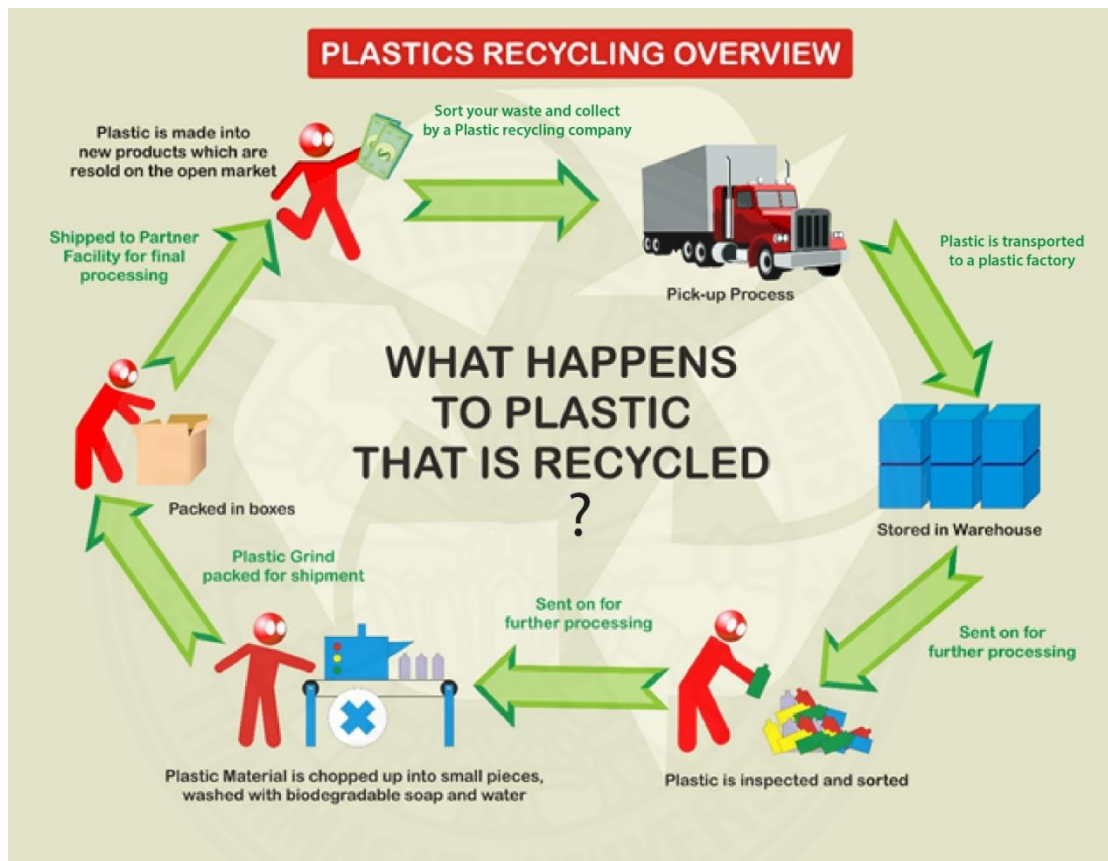 PLASTICS RECYCLING OVERVIEW
Sort your waste and collect
by a Plastic recycling company
Plastic is made into
new products which are
resold on the open market
Pick-up Process
Plastic is transported
to a plastic factory
Shipped to Partner
Facility for final
processing
WHAT HAPPENS
TO PLASTIC
THAT IS RECYCLED
?
Stored in Warehouse
Packed in boxes
Sent on for
further processing
Plastic is inspected and sorted
Sent on for
further processing
Plastic Material is chopped up into small pieces,
washed with biodegradable soap and water
Plastic Grind
packed for shipment